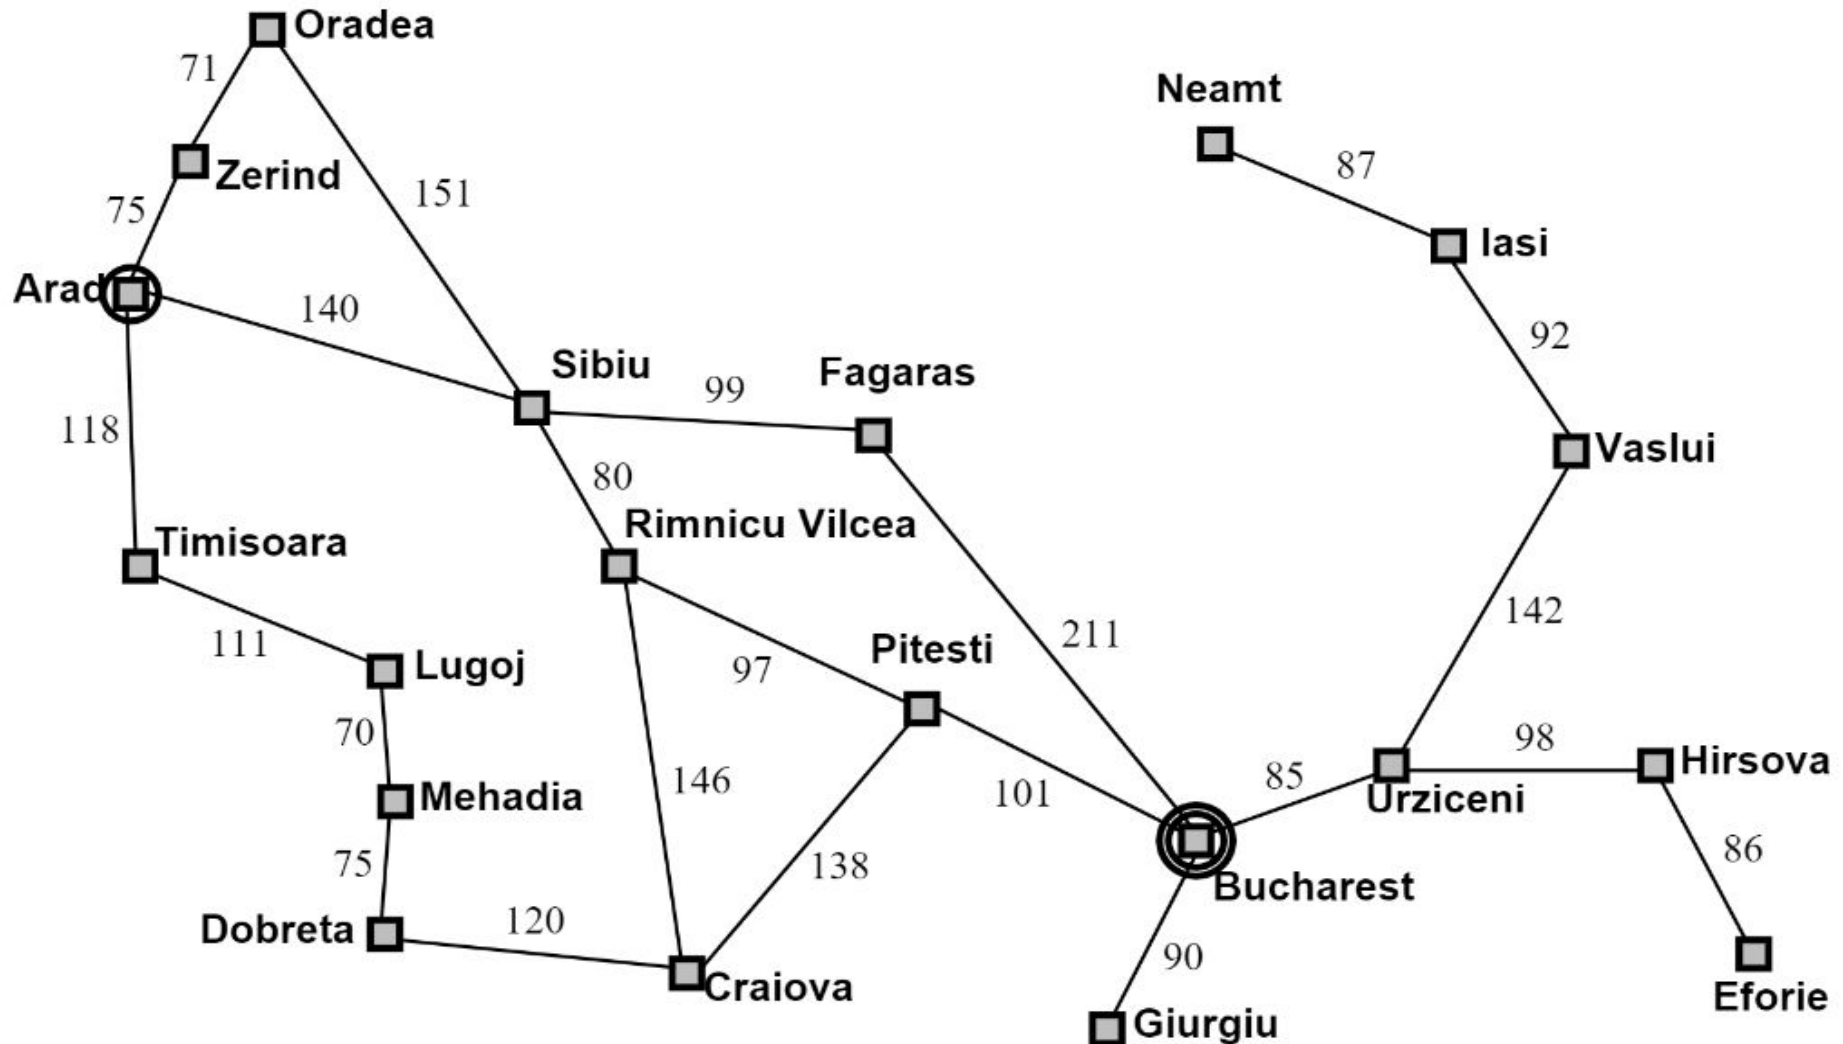 Oradea
71
Neamt
87
Zerind
151
75
Iasi
Arad
140
92
Sibiu
99
Fagaras
118
Vaslui
80
Rimnicu Vilcea
Timisoara
142
111
211
Pitesti
Lugoj
97
70
98
Hirsova
85
Urziceni
146
101
Mehadia
86
75
138
Bucharest
Dobreta
120
90
Craiova
Eforie
Giurgiu